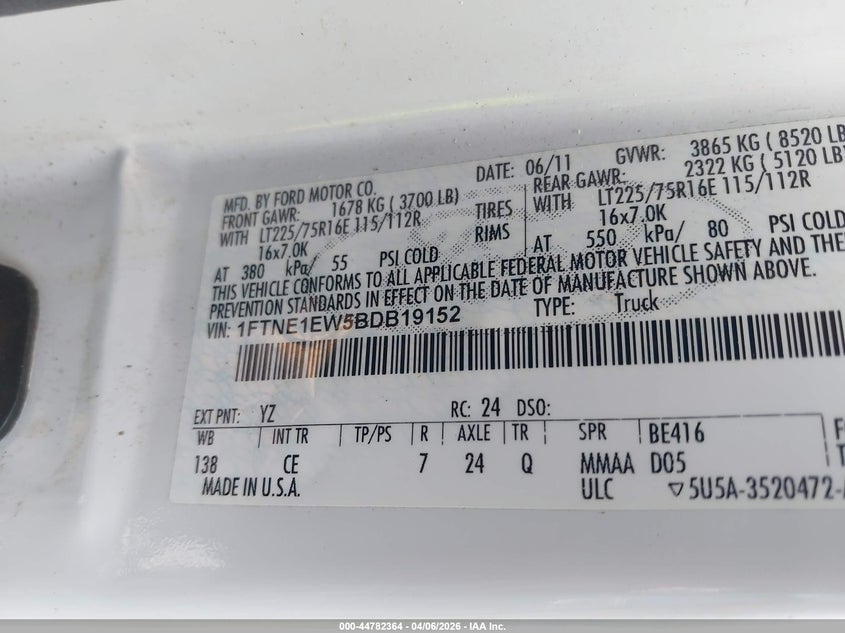 MFD. BY FORD MOTOR CO. DATE: 06/11 GVWR: 3865 KG ( 8520 LB
FRONT GAWR: 1678 KG ( 3700 LB) REAR GAWR: 2322 KG ( 5120 LB)
WITH LT225/75R16E 115/112R TIRES WITH LT225/75R16E 115/112R
16x7.0K RIMS 16x7.0K
AT 380 kPa/ 55 PSI COLD AT 550 kPa/ 80 PSI COLD
THIS VEHICLE CONFORMS TO ALL APPLICABLE FEDERAL MOTOR VEHICLE SAFETY AND THE
PREVENTION STANDARDS IN EFFECT ON THE DATE OF MANUFACTURE SHOWN ABOVE.
VIN: 1FTNE1EW5BDB19152 TYPE: Truck
EXT PNT: YZ RC: 24 DSO:
WB INT TR TP/PS R AXLE TR SPR BE416
138 CE 7 24 Q MMAA D05
MADE IN U.S.A. ULC ▽5U5A-3520472-
000-44782364 - 04/06/2026 - IAA Inc.